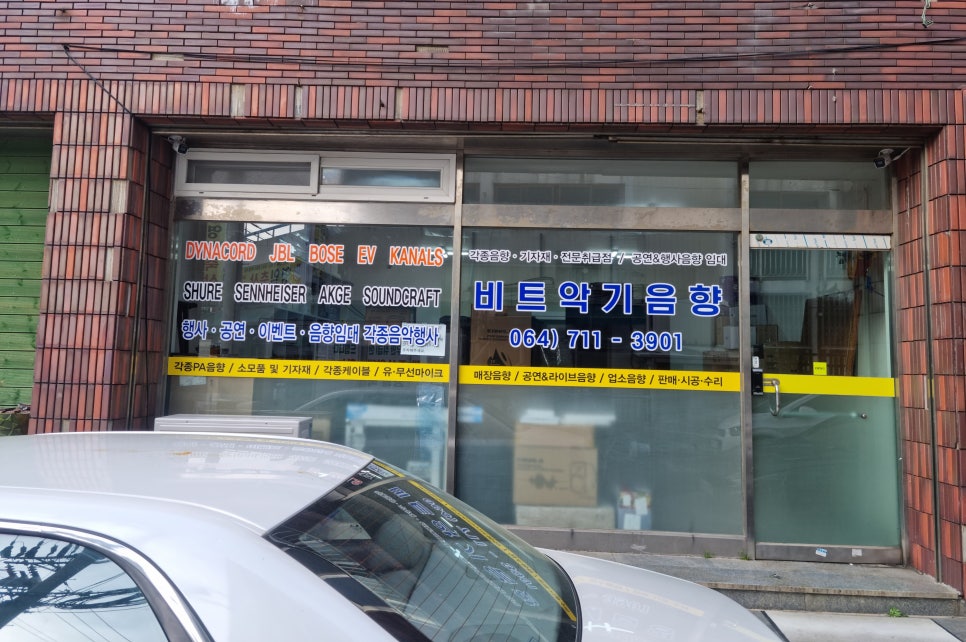 DYNACORD JBL BOSE EV KANALS
SHURE SENNHEISER AKGE SOUNDCRAFT
행사·공연·이벤트·음향임대 각종음악행사
각종PA음향 / 소모품 및 기자재 / 각종케이블 / 유·무선마이크
각종음향·기자재·전문취급점 / 공연&행사음향 임대
비트악기음향
064) 711 - 3901
매장음향 / 공연&라이브음향 / 업소음향 / 판매·시공·수리